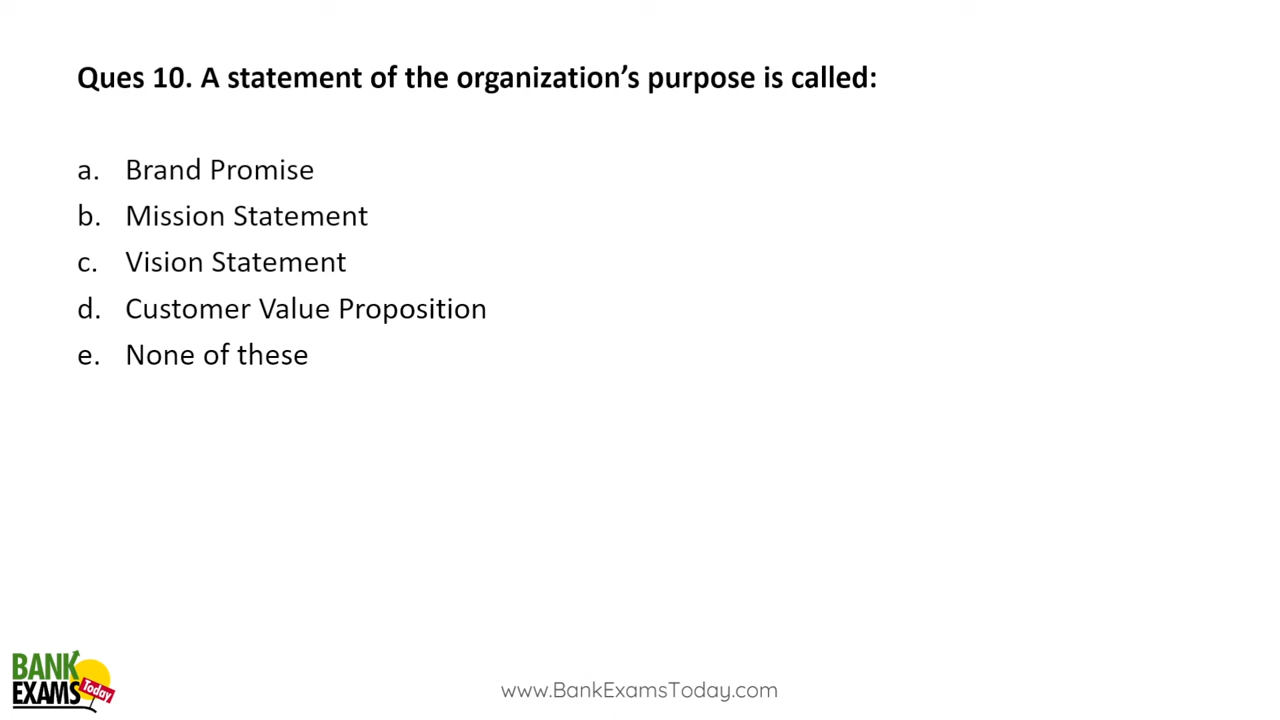 Ques 10. A statement of the organization’s purpose is called:
a. Brand Promise
b. Mission Statement
c. Vision Statement
d. Customer Value Proposition
e. None of these
BANK
EXAMS
Today
www.BankExamsToday.com